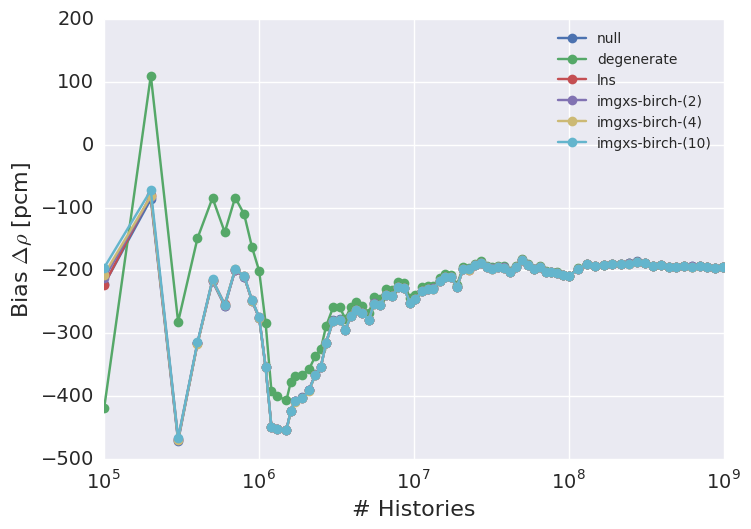 200
100
0
−100
−200
−300
−400
−500
Bias Δρ [pcm]
10^5
10^6
10^7
10^8
10^9
# Histories
null
degenerate
lns
imgxs-birch-(2)
imgxs-birch-(4)
imgxs-birch-(10)